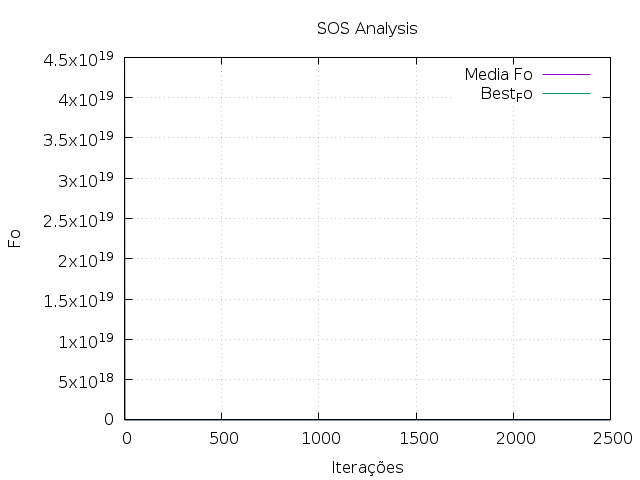 SOS Analysis
4.5x10^19
4x10^19
3.5x10^19
3x10^19
2.5x10^19
2x10^19
1.5x10^19
1x10^19
5x10^18
0
Fo
Media Fo
Best_Fo
0 500 1000 1500 2000 2500
Iterações